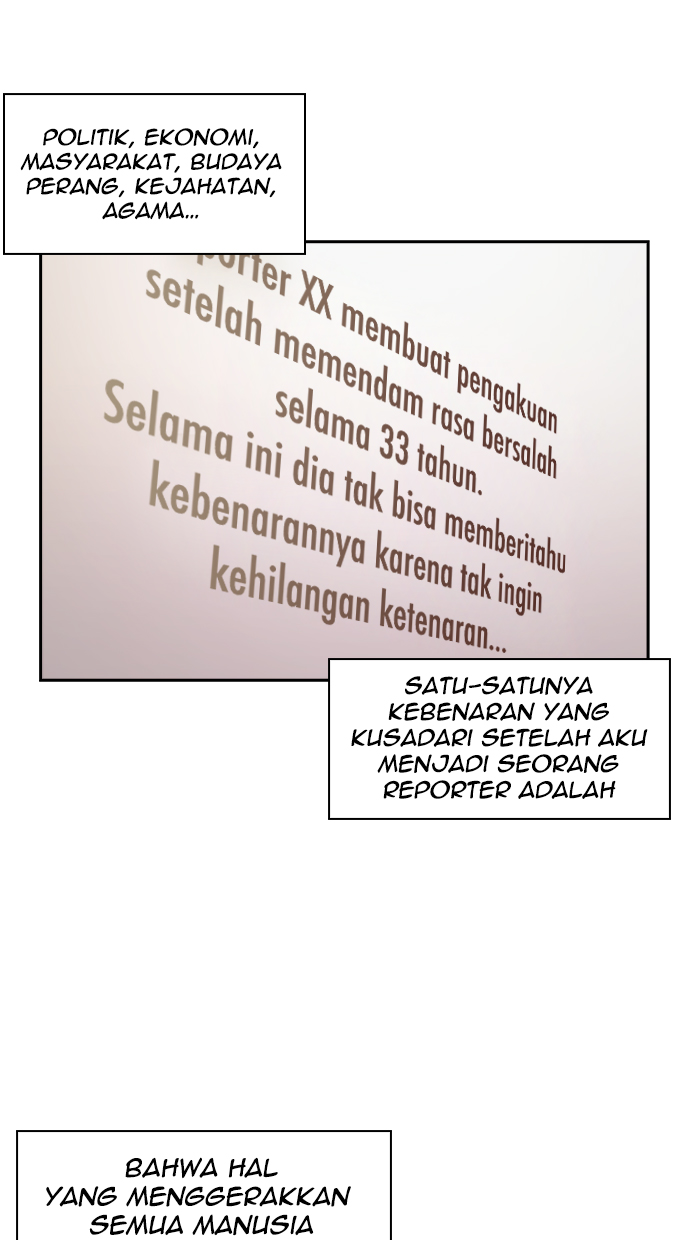 POLITIK, EKONOMI,
MASYARAKAT, BUDAYA
PERANG, KEJAHATAN,
AGAMA...
XX membuat pengakuan
setelah memendam rasa bersalah
selama 33 tahun.
Selama ini dia tak bisa memberitahu
kebenarannya karena tak ingin
kehilangan ketenaran...
SATU-SATUNYA
KEBENARAN YANG
KUSADARI SETELAH AKU
MENJADI SEORANG
REPORTER ADALAH
BAHWA HAL
YANG MENGGERAKKAN
SEMUA MANUSIA